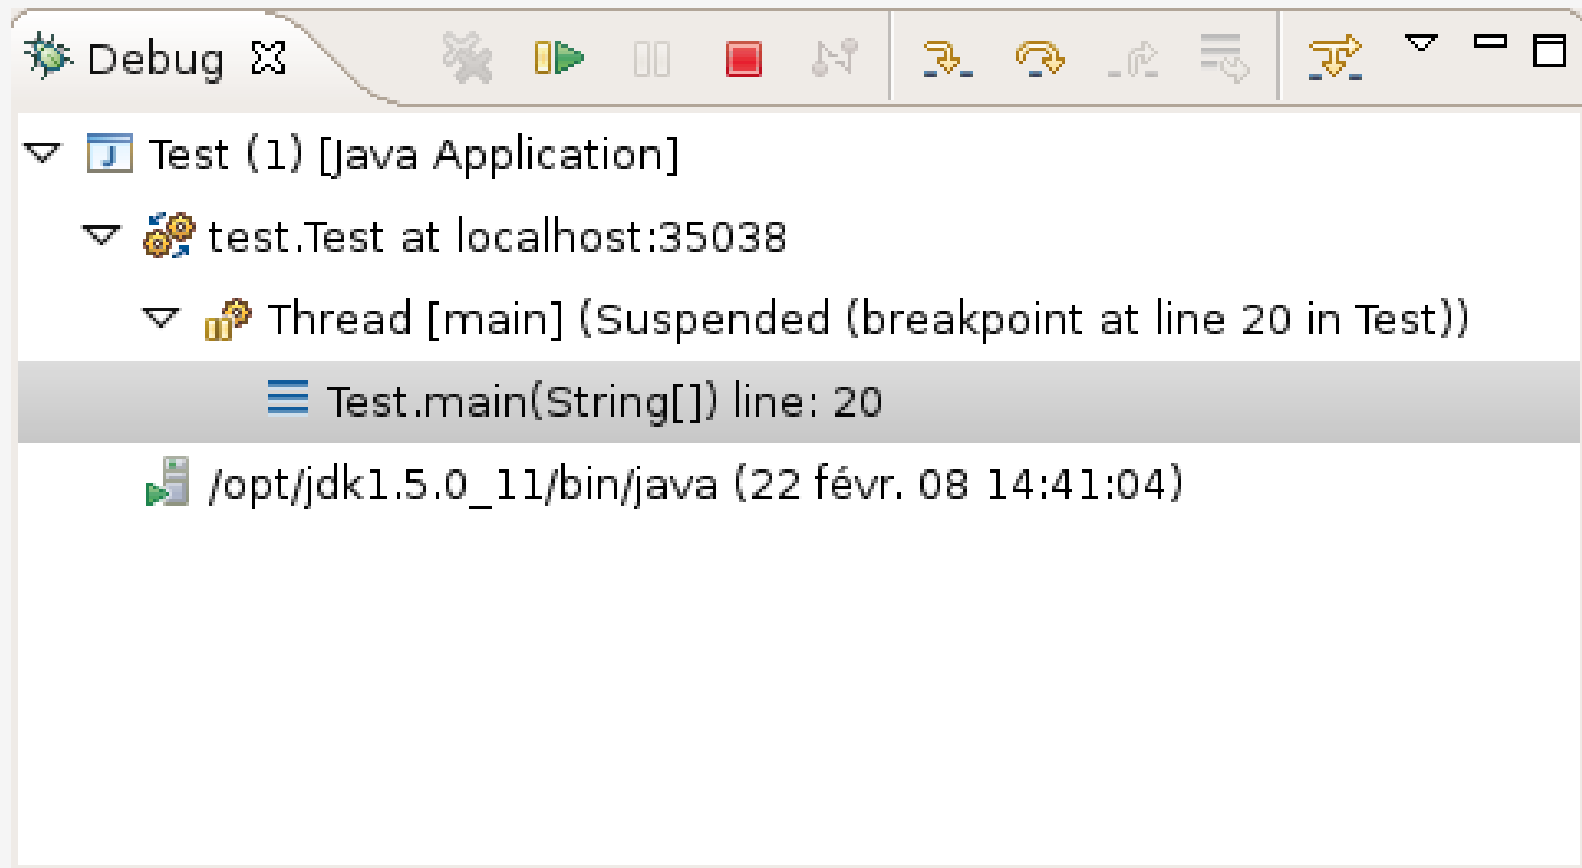 Debug
Test (1) [Java Application]
test.Test at localhost:35038
Thread [main] (Suspended (breakpoint at line 20 in Test))
Test.main(String[]) line: 20
/opt/jdk1.5.0_11/bin/java (22 févr. 08 14:41:04)